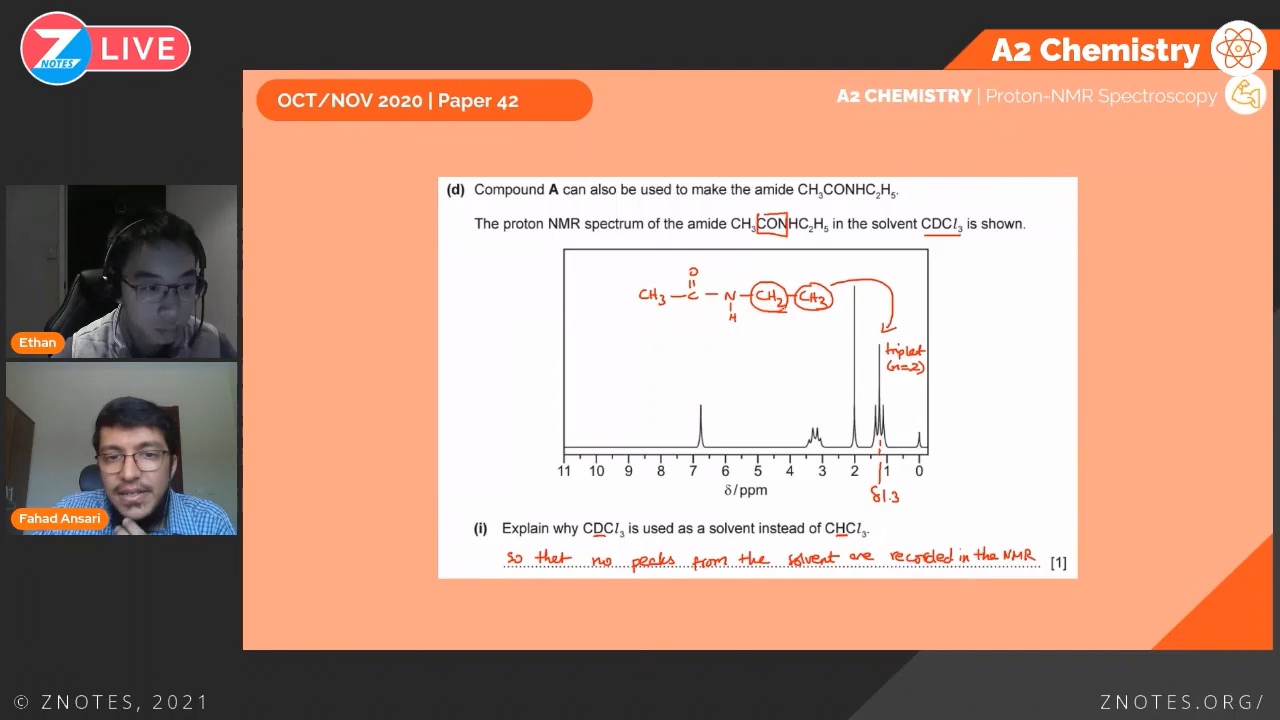 Z LIVE
NOTES
A2 Chemistry
OCT/NOV 2020 | Paper 42
A2 CHEMISTRY | Proton-NMR Spectroscopy
(d) Compound A can also be used to make the amide CH₃CONHC₂H₅.
The proton NMR spectrum of the amide CH₃CONHC₂H₅ in the solvent CDCl₃ is shown.
O
CH₃ — C — N — CH₂ — CH₃
H
triplet
(n=2)
11 10 9 8 7 6 5 4 3 2 1 0
δ/ppm
δ1.3
(i) Explain why CDCl₃ is used as a solvent instead of CHCl₃.
so that no peaks from the solvent are recorded in the NMR
[1]
Ethan
Fahad Ansari
© ZNOTES, 2021
ZNOTES.ORG/